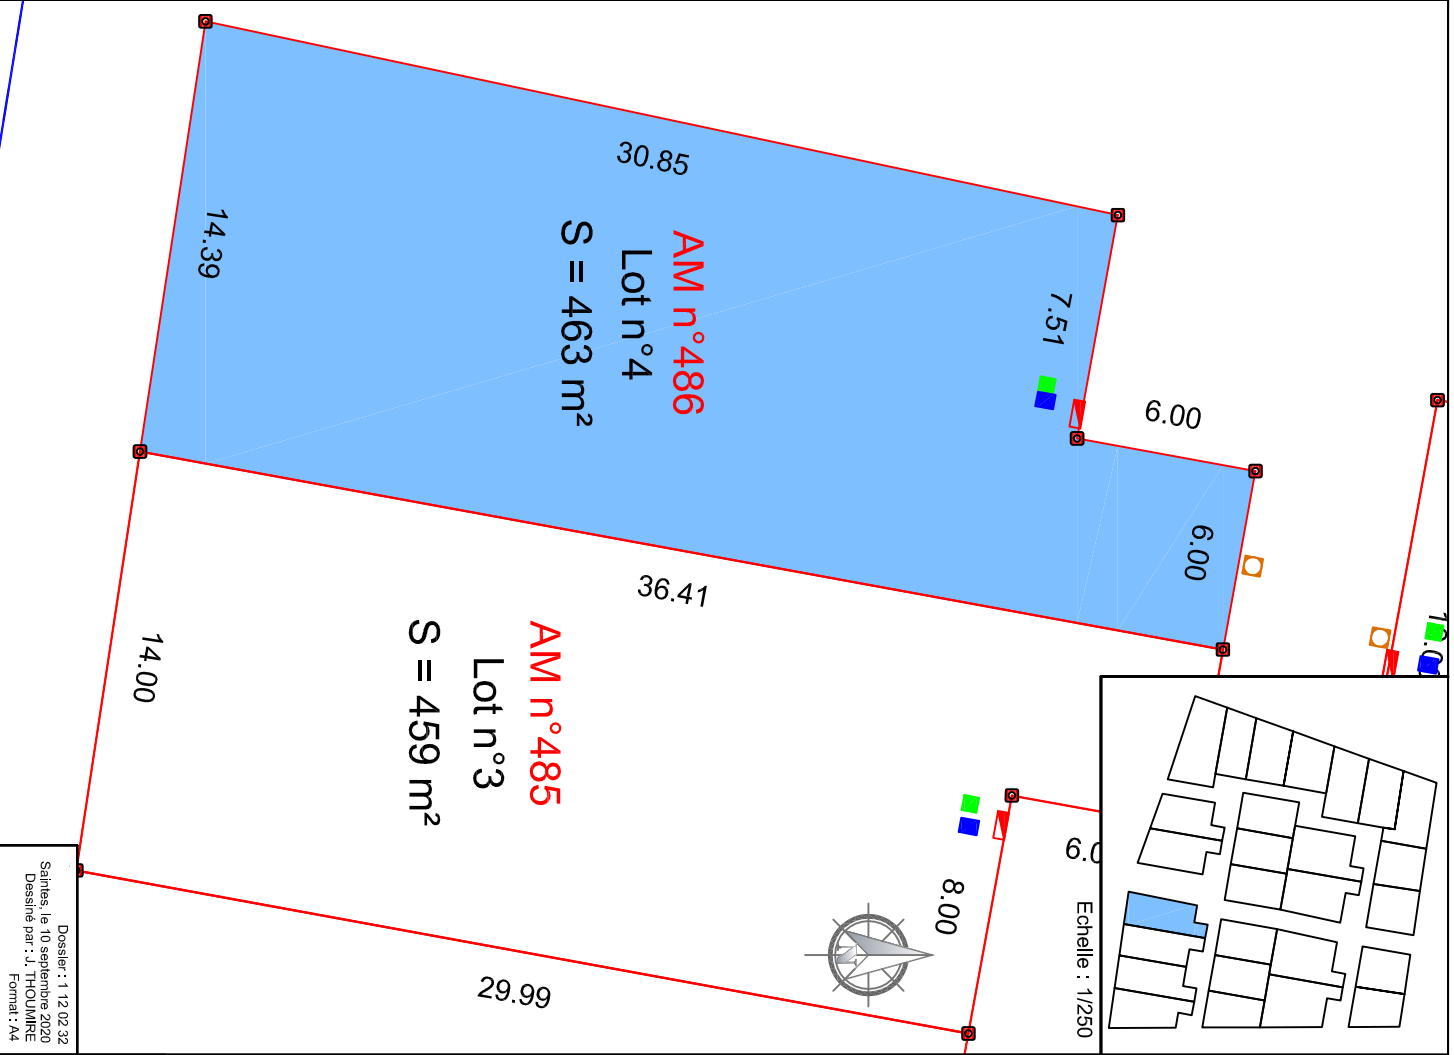 30.85
14.39
AM n°486
Lot n°4
S = 463 m²
7.51
6.00
6.00
36.41
14.00
AM n°485
Lot n°3
S = 459 m²
8.00
29.99
Echelle : 1/250
Dossier : 1 12 02 32
Saintes, le 10 septembre 2020
Dessiné par : J. THOUMIRE
Format : A4